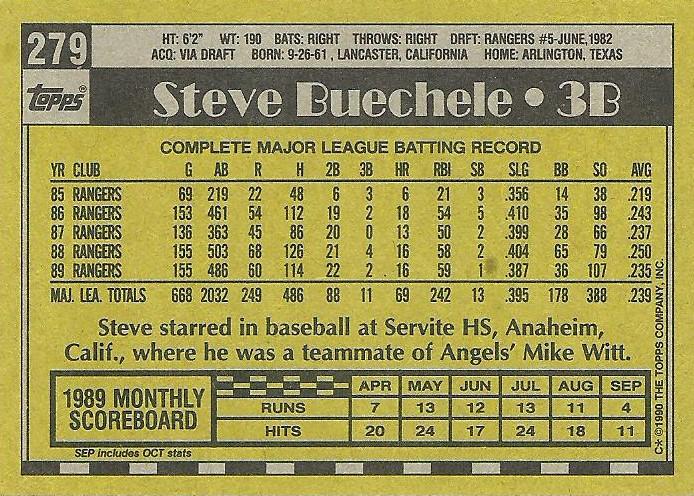 279
HT: 6'2" WT: 190 BATS: RIGHT THROWS: RIGHT DRFT: RANGERS #5-JUNE, 1982
ACQ: VIA DRAFT BORN: 9-26-61, LANCASTER, CALIFORNIA HOME: ARLINGTON, TEXAS
TOPPS®
Steve Buechele • 3B
COMPLETE MAJOR LEAGUE BATTING RECORD
YR CLUB G AB R H 2B 3B HR RBI SB SLG BB SO AVG
85 RANGERS 69 219 22 48 6 3 6 21 3 .356 14 38 .219
86 RANGERS 153 461 54 112 19 2 18 54 5 .410 35 98 .243
87 RANGERS 136 363 45 86 20 0 13 50 2 .399 28 66 .237
88 RANGERS 155 503 68 126 21 4 16 58 2 .404 65 79 .250
89 RANGERS 155 486 60 114 22 2 16 59 1 .387 36 107 .235
MAJ. LEA. TOTALS 668 2032 249 486 88 11 69 242 13 .395 178 388 .239
Steve starred in baseball at Servite HS, Anaheim,
Calif., where he was a teammate of Angels' Mike Witt.
1989 MONTHLY
SCOREBOARD
APR MAY JUN JUL AUG SEP
RUNS 7 13 12 13 11 4
HITS 20 24 17 24 18 11
SEP includes OCT stats
C* ©1990 THE TOPPS COMPANY, INC.